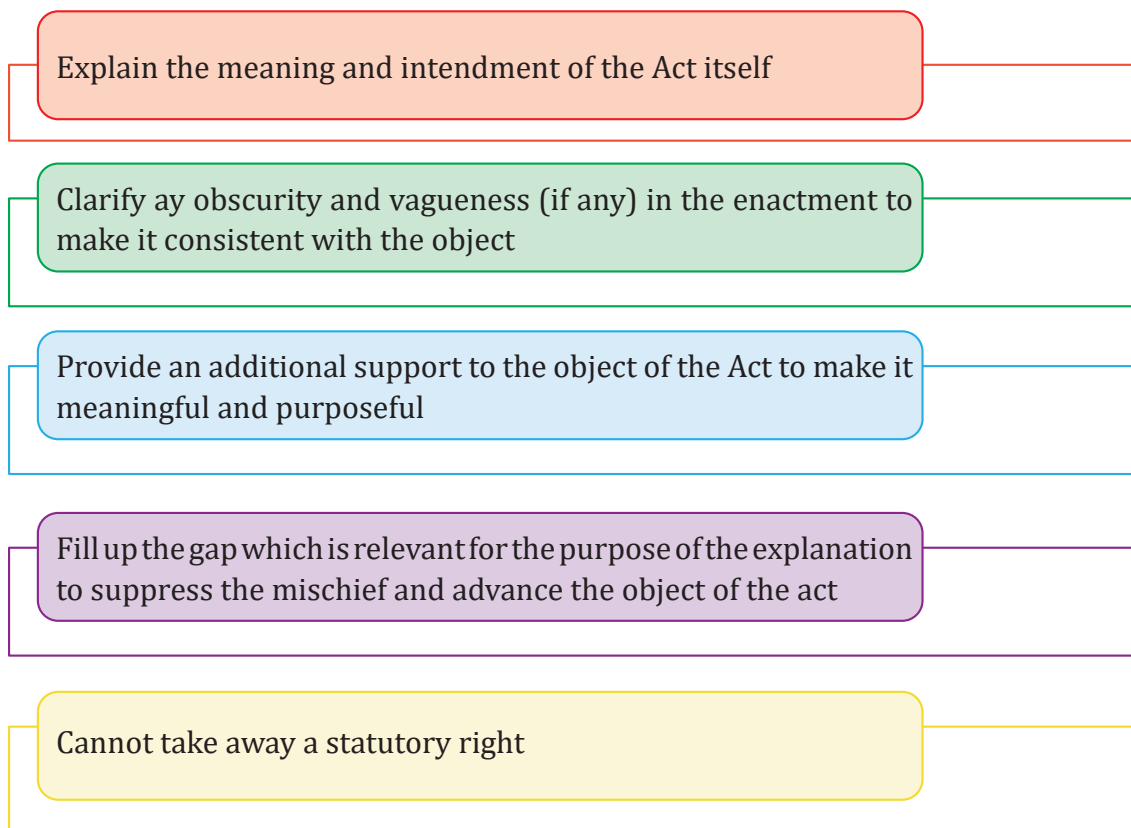 Explain the meaning and intendment of the Act itself
Clarify ay obscurity and vagueness (if any) in the enactment to
make it consistent with the object
Provide an additional support to the object of the Act to make it
meaningful and purposeful
Fill up the gap which is relevant for the purpose of the explanation
to suppress the mischief and advance the object of the act
Cannot take away a statutory right